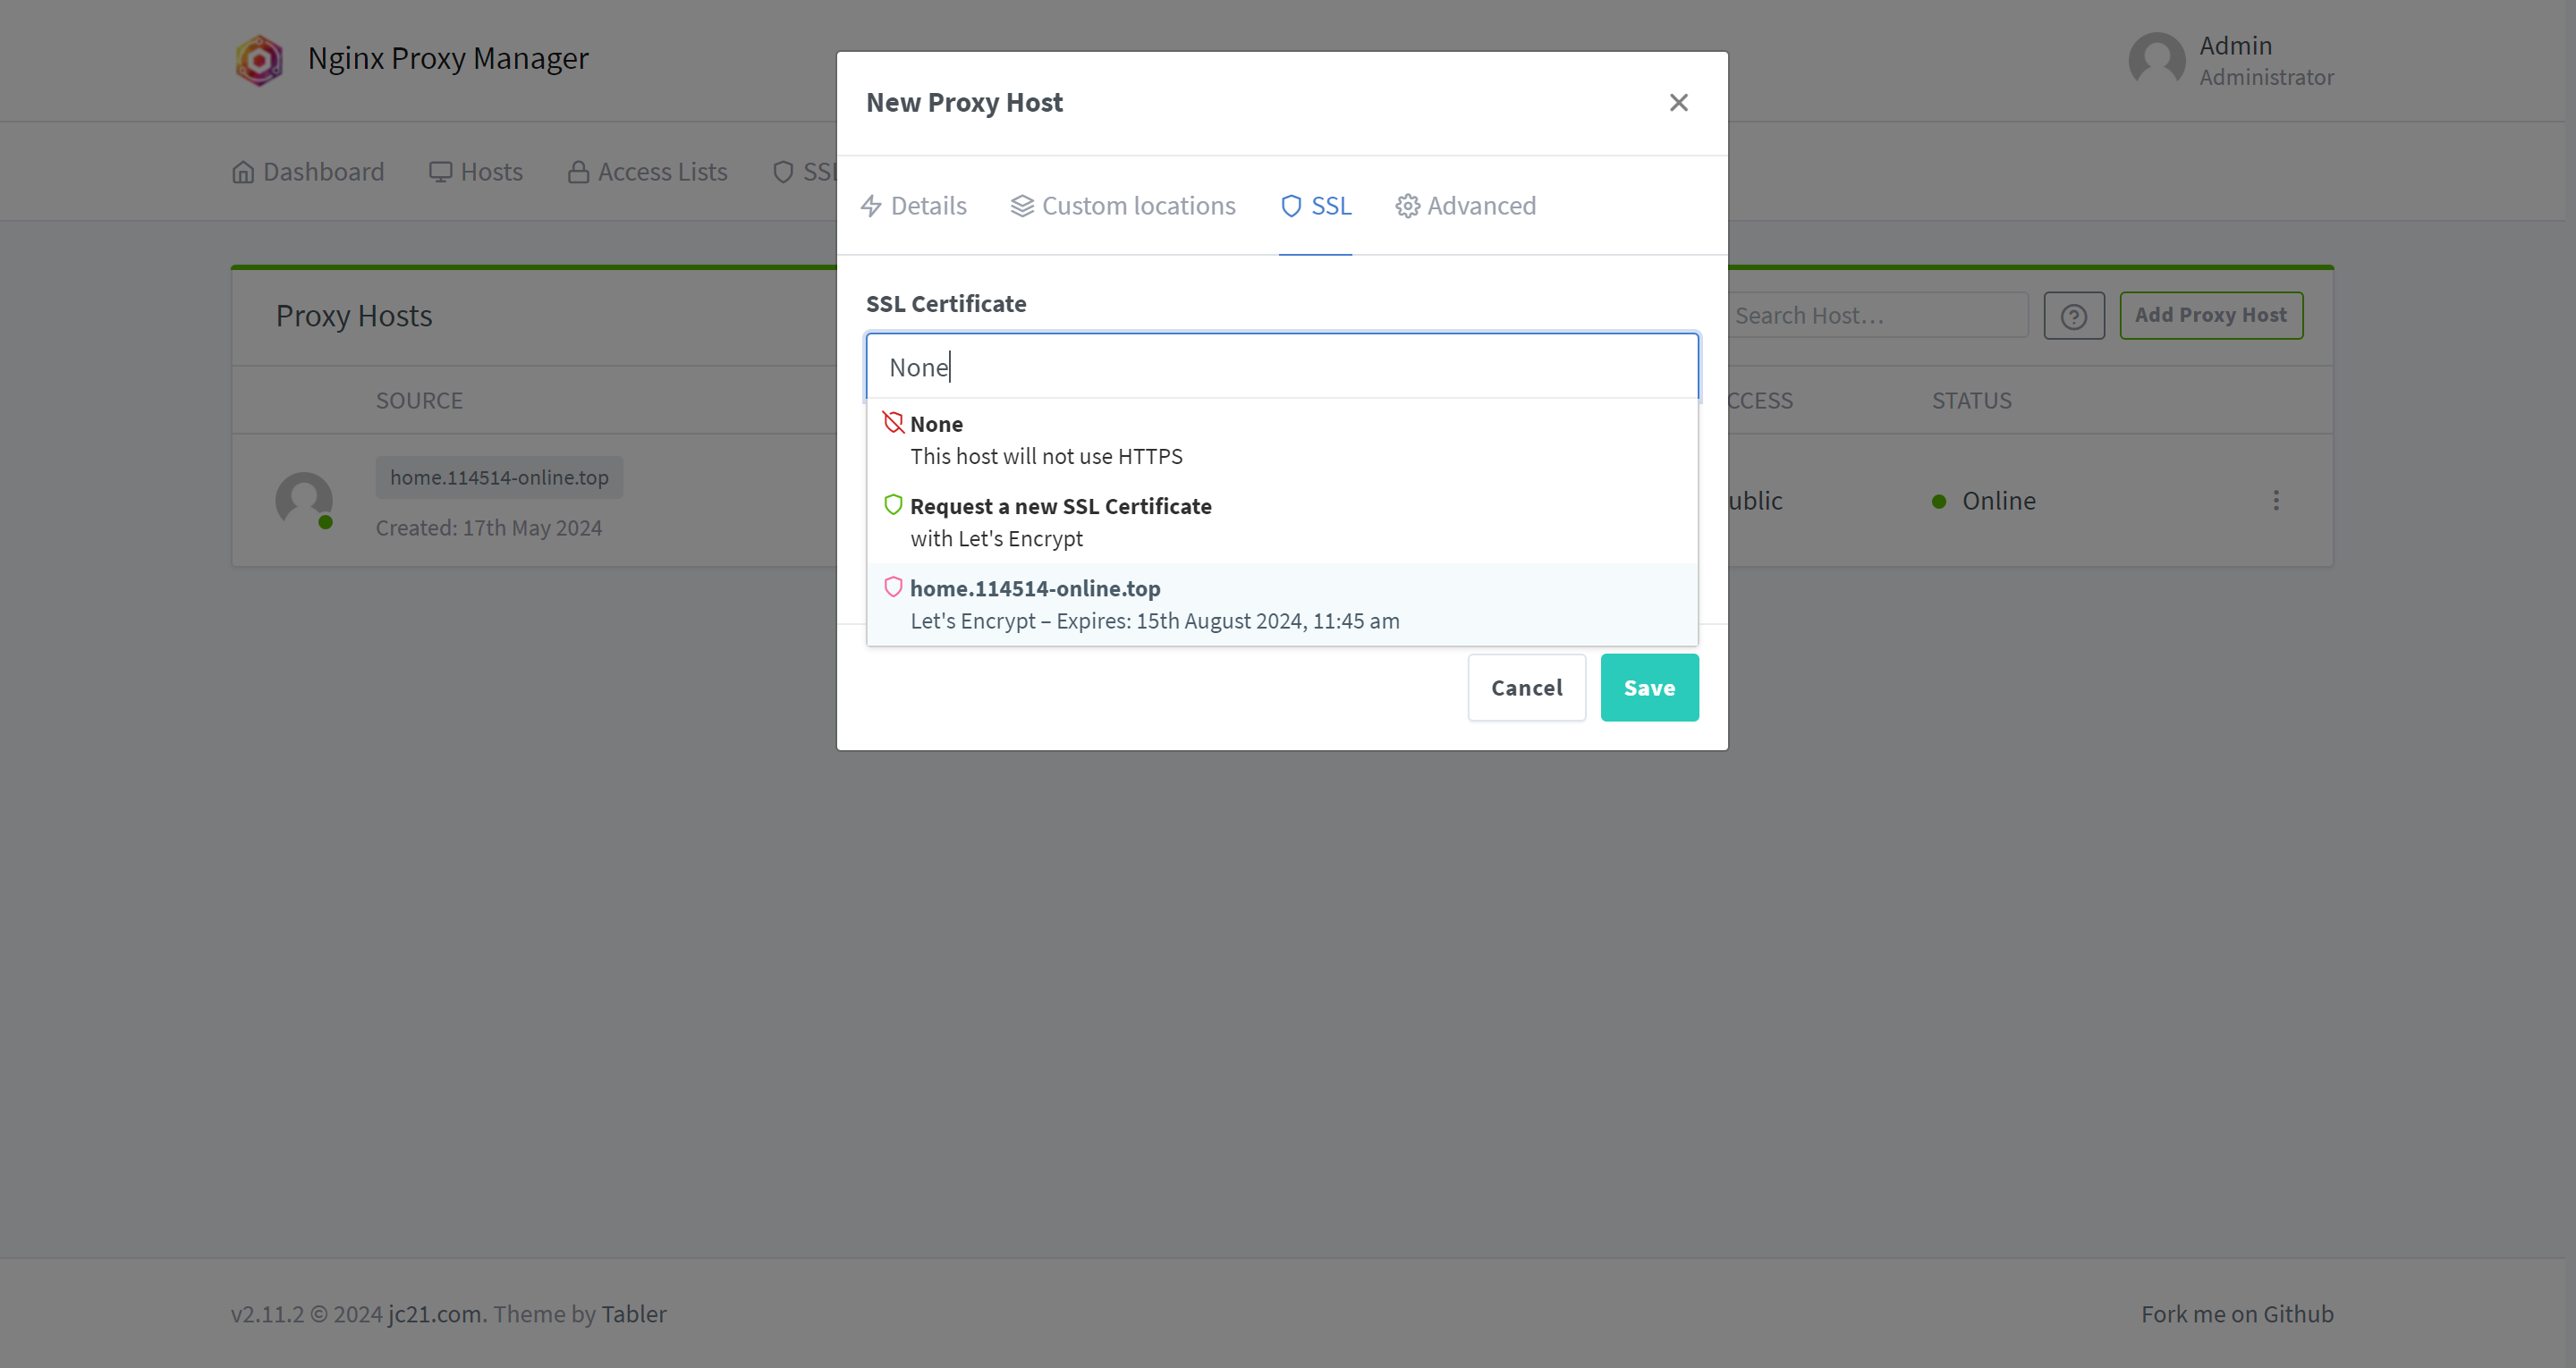 Nginx Proxy Manager
Admin
Administrator
Dashboard
Hosts
Access Lists
SSL
New Proxy Host
Details
Custom locations
SSL
Advanced
SSL Certificate
None
None
This host will not use HTTPS
Request a new SSL Certificate
with Let's Encrypt
home.114514-online.top
Let's Encrypt – Expires: 15th August 2024, 11:45 am
Cancel
Save
Proxy Hosts
Search Host…
Add Proxy Host
SOURCE
CCESS
STATUS
home.114514-online.top
Created: 17th May 2024
ublic
Online
v2.11.2 © 2024 jc21.com. Theme by Tabler
Fork me on Github